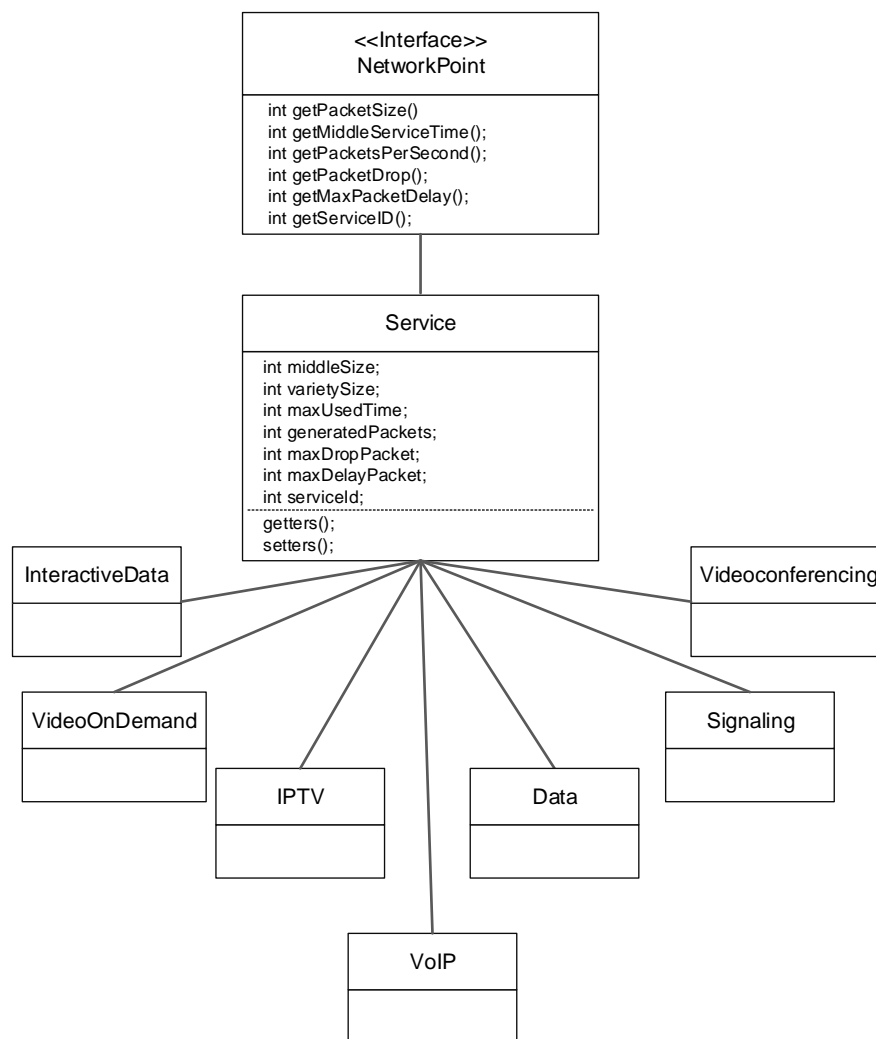 <<Interface>>
NetworkPoint
int getPacketSize()
int getMiddleServiceTime();
int getPacketsPerSecond();
int getPacketDrop();
int getMaxPacketDelay();
int getServiceID();
Service
int middleSize;
int varietySize;
int maxUsedTime;
int generatedPackets;
int maxDropPacket;
int maxDelayPacket;
int serviceId;
getters();
setters();
InteractiveData
Videoconferencing
VideoOnDemand
Signaling
IPTV
Data
VoIP